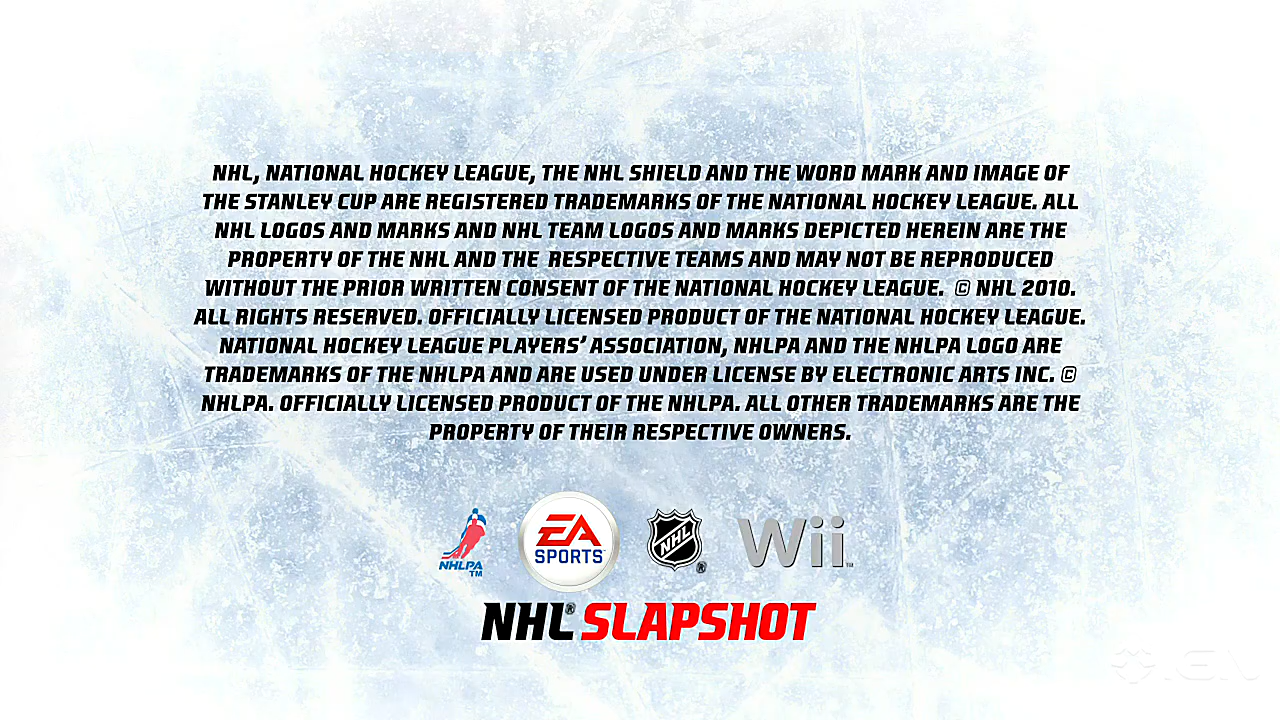 NHL, NATIONAL HOCKEY LEAGUE, THE NHL SHIELD AND THE WORD MARK AND IMAGE OF
THE STANLEY CUP ARE REGISTERED TRADEMARKS OF THE NATIONAL HOCKEY LEAGUE. ALL
NHL LOGOS AND MARKS AND NHL TEAM LOGOS AND MARKS DEPICTED HEREIN ARE THE
PROPERTY OF THE NHL AND THE RESPECTIVE TEAMS AND MAY NOT BE REPRODUCED
WITHOUT THE PRIOR WRITTEN CONSENT OF THE NATIONAL HOCKEY LEAGUE. © NHL 2010.
ALL RIGHTS RESERVED. OFFICIALLY LICENSED PRODUCT OF THE NATIONAL HOCKEY LEAGUE.
NATIONAL HOCKEY LEAGUE PLAYERS' ASSOCIATION, NHLPA AND THE NHLPA LOGO ARE
TRADEMARKS OF THE NHLPA AND ARE USED UNDER LICENSE BY ELECTRONIC ARTS INC. ©
NHLPA. OFFICIALLY LICENSED PRODUCT OF THE NHLPA. ALL OTHER TRADEMARKS ARE THE
PROPERTY OF THEIR RESPECTIVE OWNERS.
NHLPA™
EA SPORTS™
NHL®
Wii™
NHL® SLAPSHOT
IGN